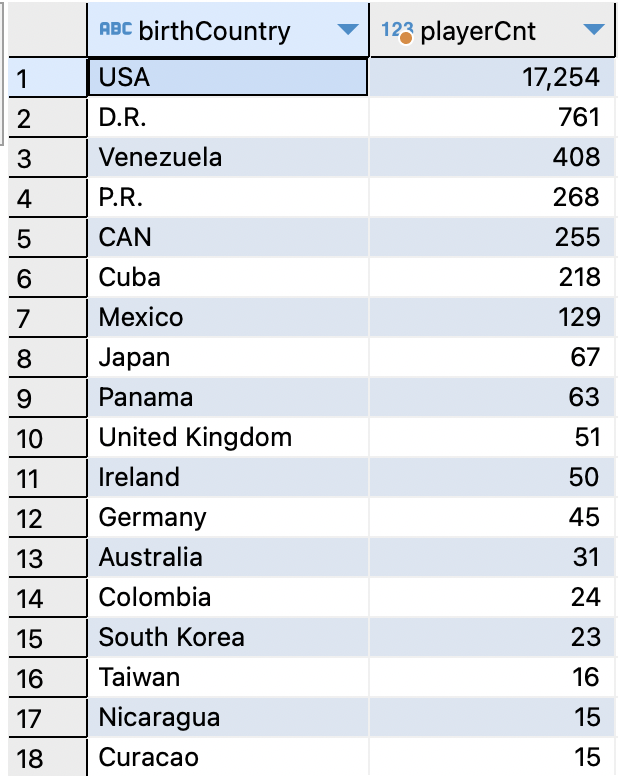 ABC birthCountry 123 playerCnt
1 USA 17,254
2 D.R. 761
3 Venezuela 408
4 P.R. 268
5 CAN 255
6 Cuba 218
7 Mexico 129
8 Japan 67
9 Panama 63
10 United Kingdom 51
11 Ireland 50
12 Germany 45
13 Australia 31
14 Colombia 24
15 South Korea 23
16 Taiwan 16
17 Nicaragua 15
18 Curacao 15